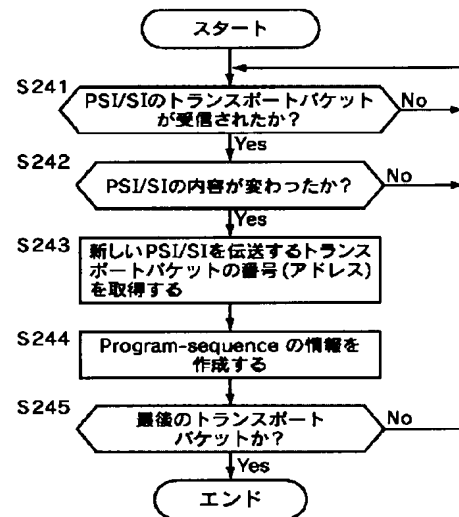 スタート
S241
PSI/SIのトランスポートパケット
が受信されたか？
No
Yes
S242
PSI/SIの内容が変わったか？
No
Yes
S243
新しいPSI/SIを伝送するトランス
ポートパケットの番号(アドレス)
を取得する
S244
Program-sequence の情報を
作成する
S245
最後のトランスポート
パケットか？
No
Yes
エンド